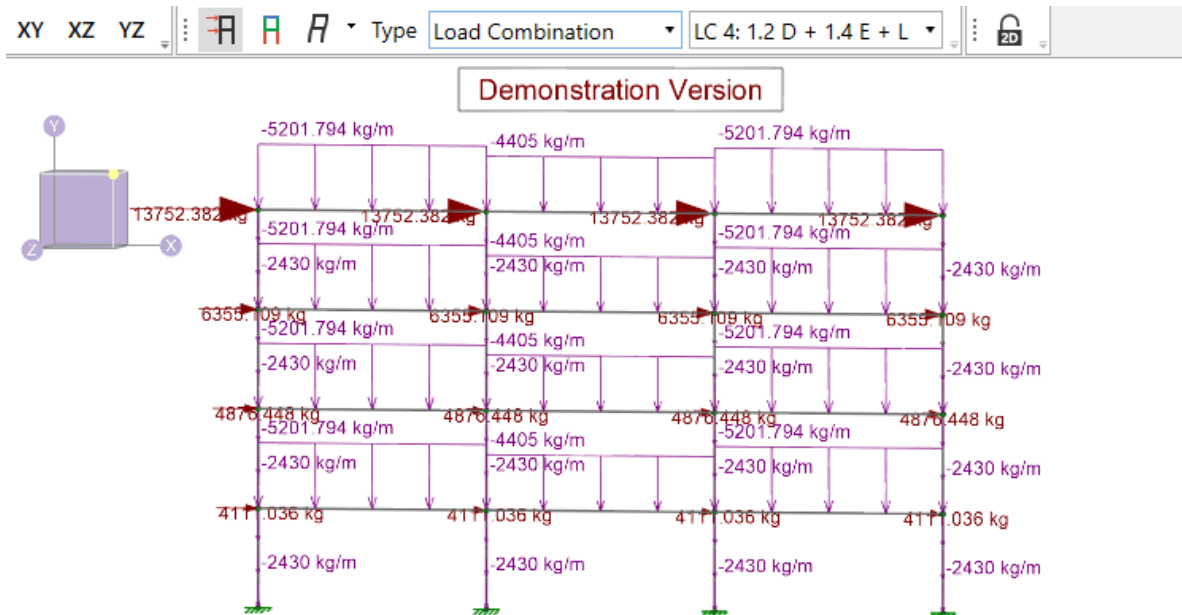 XY XZ YZ Type Load Combination LC 4: 1.2 D + 1.4 E + L 2D
Demonstration Version
Y
Z
X
-5201.794 kg/m -4405 kg/m -5201.794 kg/m
13752.382 kg 13752.382 kg 13752.382 kg 13752.382 kg
-5201.794 kg/m -4405 kg/m -5201.794 kg/m
-2430 kg/m -2430 kg/m -2430 kg/m -2430 kg/m
6355.109 kg 6355.109 kg 6355.109 kg 6355.109 kg
-5201.794 kg/m -4405 kg/m -5201.794 kg/m
-2430 kg/m -2430 kg/m -2430 kg/m -2430 kg/m
4876.448 kg 4876.448 kg 4876.448 kg 4876.448 kg
-5201.794 kg/m -4405 kg/m -5201.794 kg/m
-2430 kg/m -2430 kg/m -2430 kg/m -2430 kg/m
4111.036 kg 4111.036 kg 4111.036 kg 4111.036 kg
-2430 kg/m -2430 kg/m -2430 kg/m -2430 kg/m